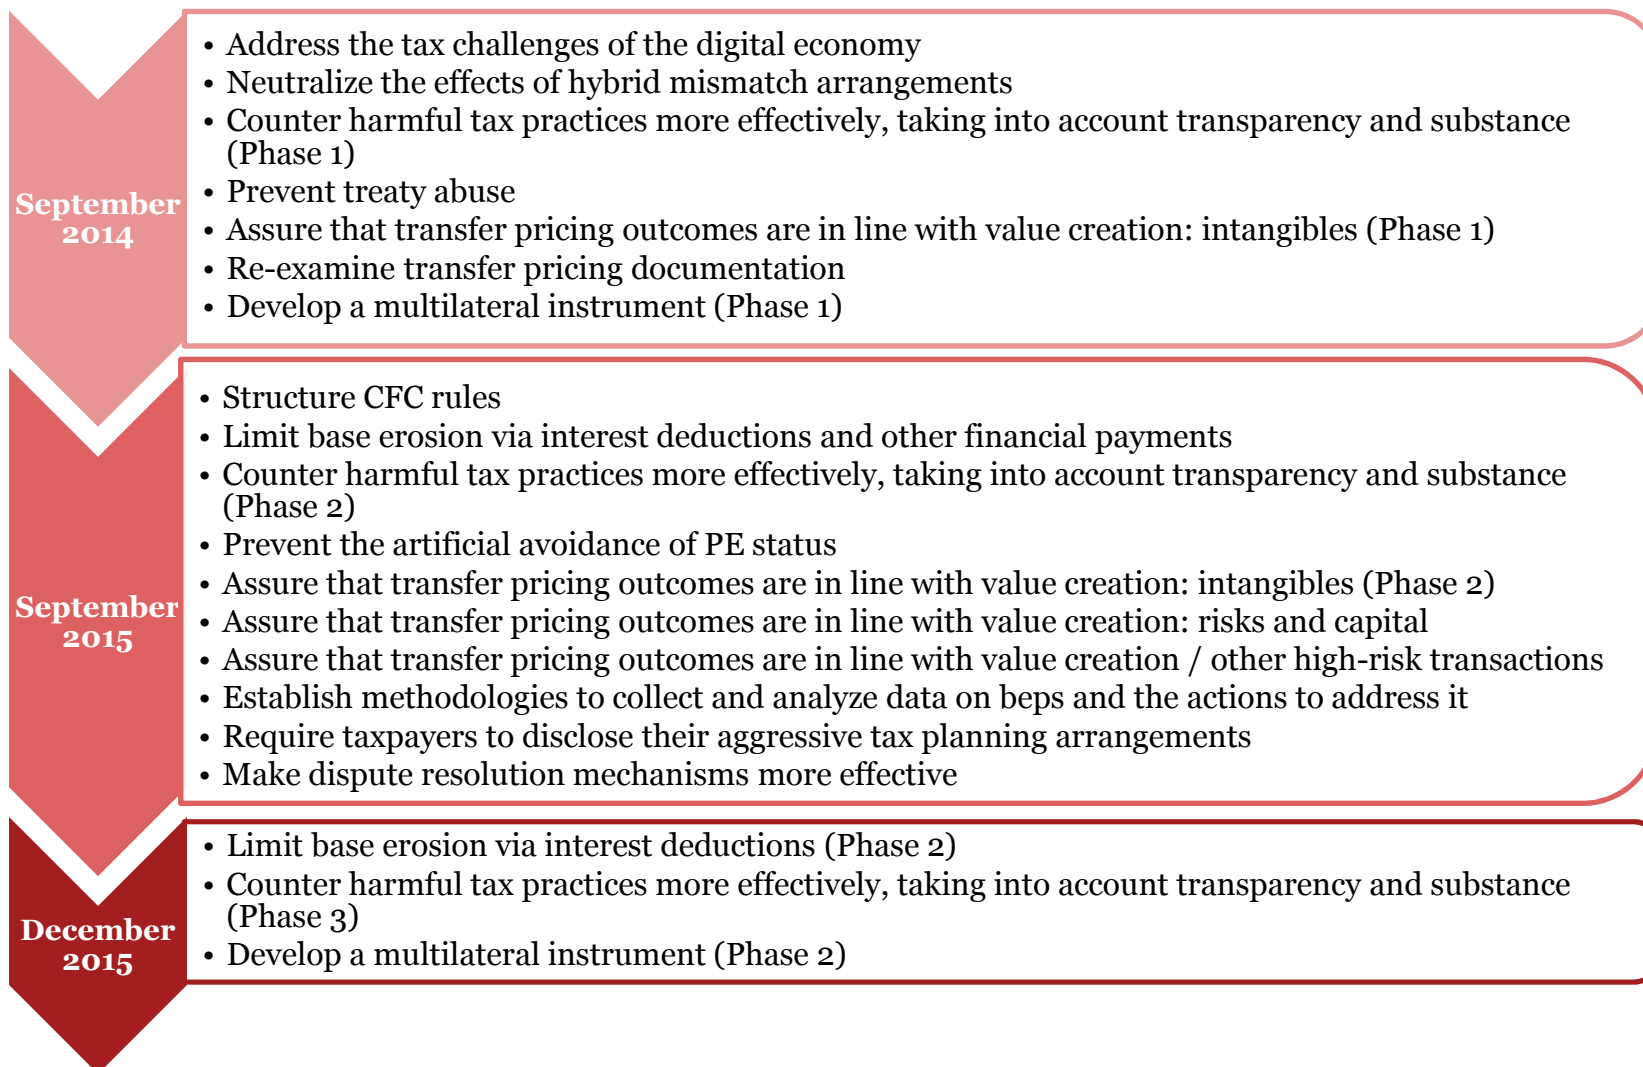 September
2014
• Address the tax challenges of the digital economy
• Neutralize the effects of hybrid mismatch arrangements
• Counter harmful tax practices more effectively, taking into account transparency and substance
(Phase 1)
• Prevent treaty abuse
• Assure that transfer pricing outcomes are in line with value creation: intangibles (Phase 1)
• Re-examine transfer pricing documentation
• Develop a multilateral instrument (Phase 1)
September
2015
• Structure CFC rules
• Limit base erosion via interest deductions and other financial payments
• Counter harmful tax practices more effectively, taking into account transparency and substance
(Phase 2)
• Prevent the artificial avoidance of PE status
• Assure that transfer pricing outcomes are in line with value creation: intangibles (Phase 2)
• Assure that transfer pricing outcomes are in line with value creation: risks and capital
• Assure that transfer pricing outcomes are in line with value creation / other high-risk transactions
• Establish methodologies to collect and analyze data on beps and the actions to address it
• Require taxpayers to disclose their aggressive tax planning arrangements
• Make dispute resolution mechanisms more effective
December
2015
• Limit base erosion via interest deductions (Phase 2)
• Counter harmful tax practices more effectively, taking into account transparency and substance
(Phase 3)
• Develop a multilateral instrument (Phase 2)